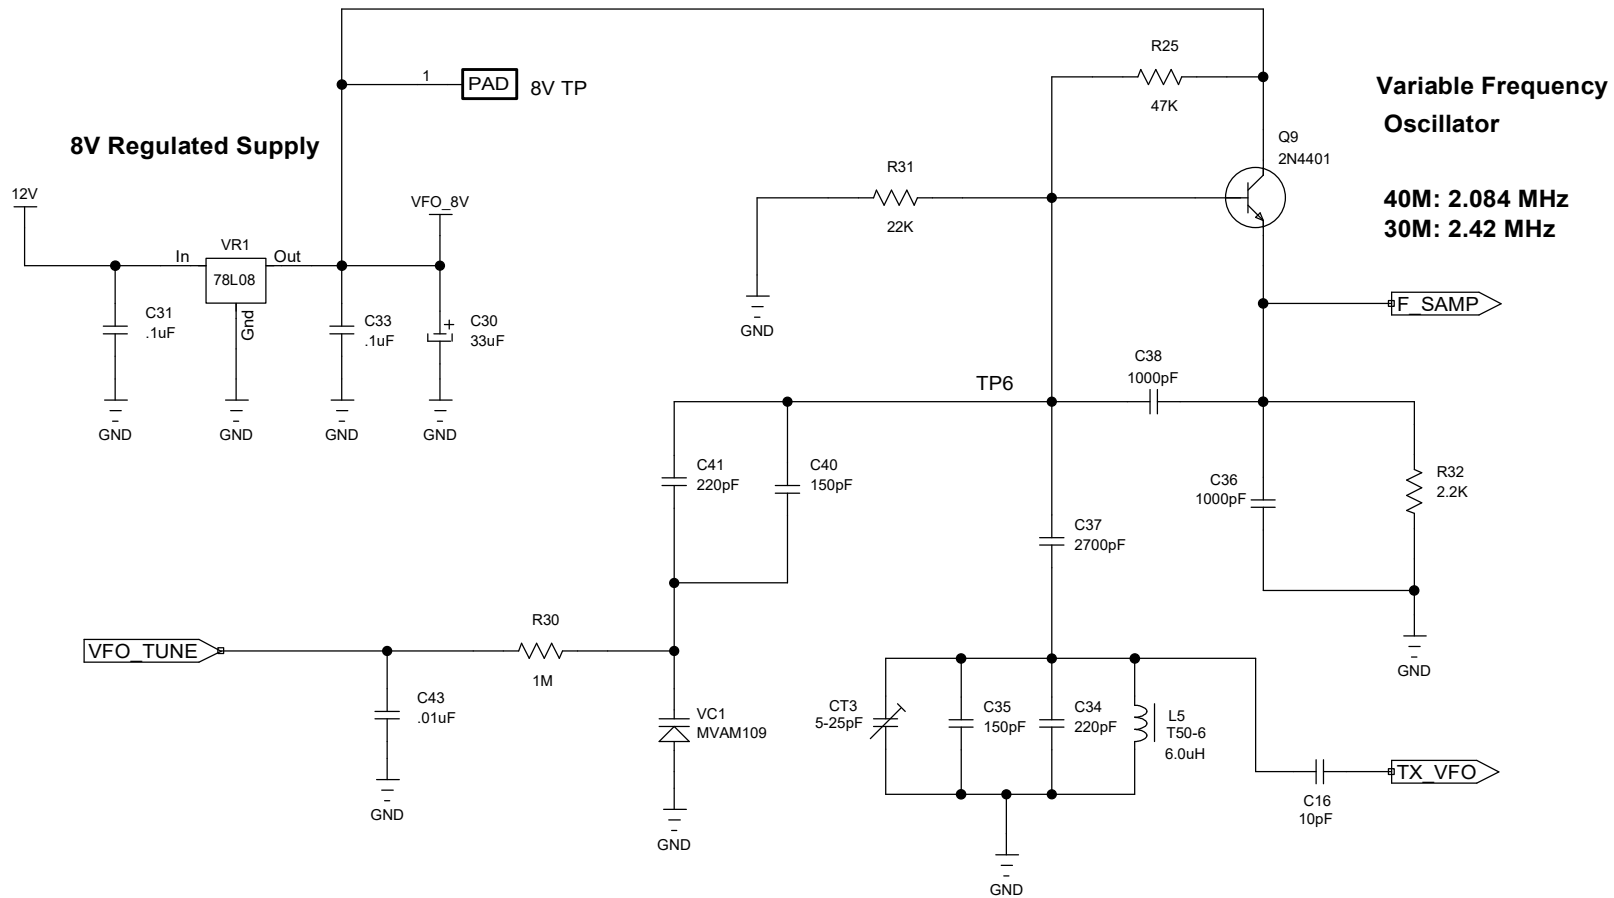 R25
47K
1
PAD
8V TP
Variable Frequency
Oscillator
8V Regulated Supply
Q9
2N4401
R31
22K
40M: 2.084 MHz
30M: 2.42 MHz
12V
VFO_8V
VR1
In
Out
78L08
Gnd
C31
.1uF
C33
.1uF
+
C30
33uF
GND
F_SAMP
C38
1000pF
TP6
GND
GND
GND
GND
C41
220pF
C40
150pF
C36
1000pF
R32
2.2K
C37
2700pF
R30
1M
VFO_TUNE
GND
C43
.01uF
VC1
MVAM109
CT3
5-25pF
C35
150pF
C34
220pF
L5
T50-6
6.0uH
TX_VFO
C16
10pF
GND
GND
GND